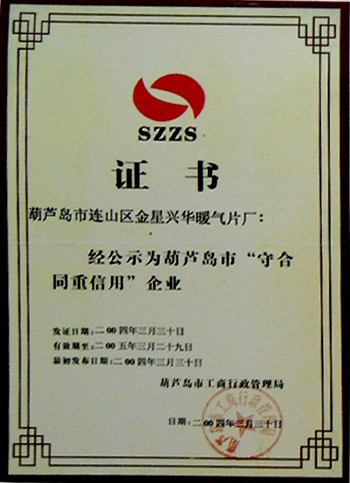 SZZS
证 书
葫芦岛市连山区金星兴华暖气片厂：
经公示为葫芦岛市“守合
同重信用”企业
发证日期：二00四年三月三十日
有效期至：二00五年三月二十九日
最初发布日期：二00四年三月三十日
葫芦岛市工商行政管理局
日期：二00四年三月三十日